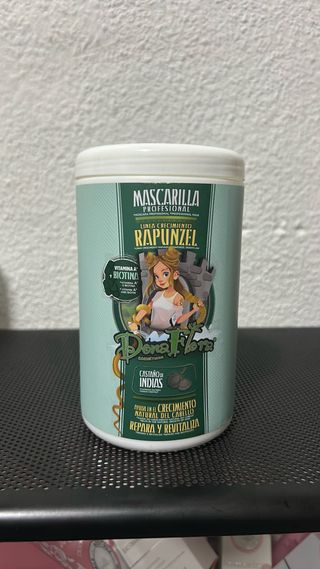 MASCARILLA
PROFESIONAL
LINEA CRECIMIENTO
RAPUNZEL
VITAMINA A
Y BIOTINA
Doña Flora
CASTAÑO DE
INDIAS
AYUDA EN EL CRECIMIENTO
NATURAL DEL CABELLO
REPARA Y REVITALIZA